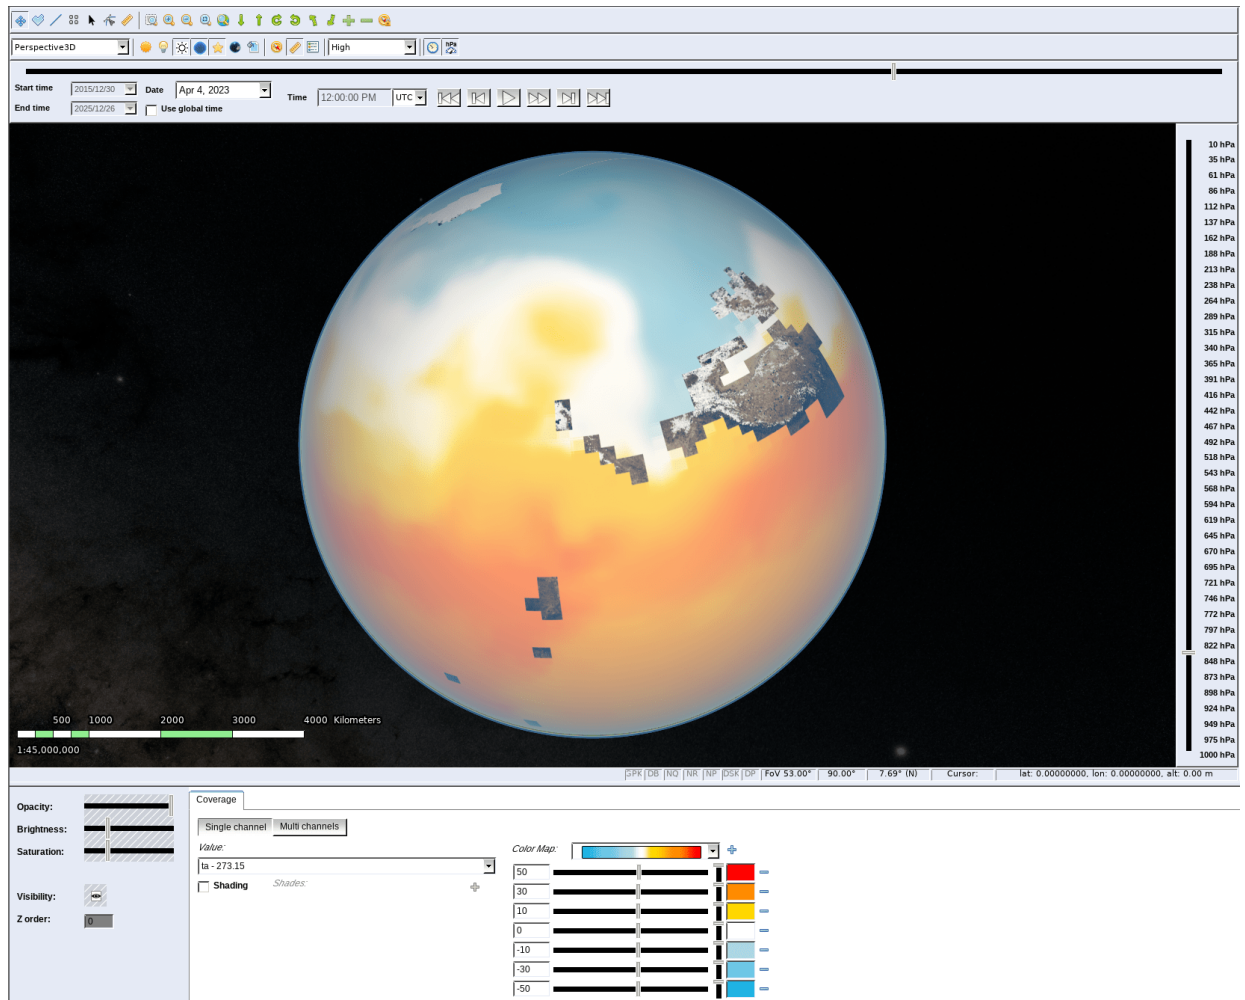 Perspective3D High hPa
Start time 2015/12/30 Date Apr 4, 2023 Time 12:00:00 PM UTC
End time 2025/12/26 Use global time
10 hPa
35 hPa
61 hPa
86 hPa
112 hPa
137 hPa
162 hPa
188 hPa
213 hPa
238 hPa
264 hPa
289 hPa
315 hPa
340 hPa
365 hPa
391 hPa
416 hPa
442 hPa
467 hPa
492 hPa
518 hPa
543 hPa
568 hPa
594 hPa
619 hPa
645 hPa
670 hPa
695 hPa
721 hPa
746 hPa
772 hPa
797 hPa
822 hPa
848 hPa
873 hPa
898 hPa
924 hPa
949 hPa
975 hPa
1000 hPa
500 1000 2000 3000 4000 Kilometers
1:45,000,000
GPK DB NQ NR NP DSK DP FoV 53.00° 90.00° 7.69° (N) Cursor: lat: 0.00000000, lon: 0.00000000, alt: 0.00 m
Opacity:
Brightness:
Saturation:
Visibility:
Z order: 0
Coverage
Single channel Multi channels
Value:
ta - 273.15
Shading Shades:
Color Map:
50
30
10
0
-10
-30
-50